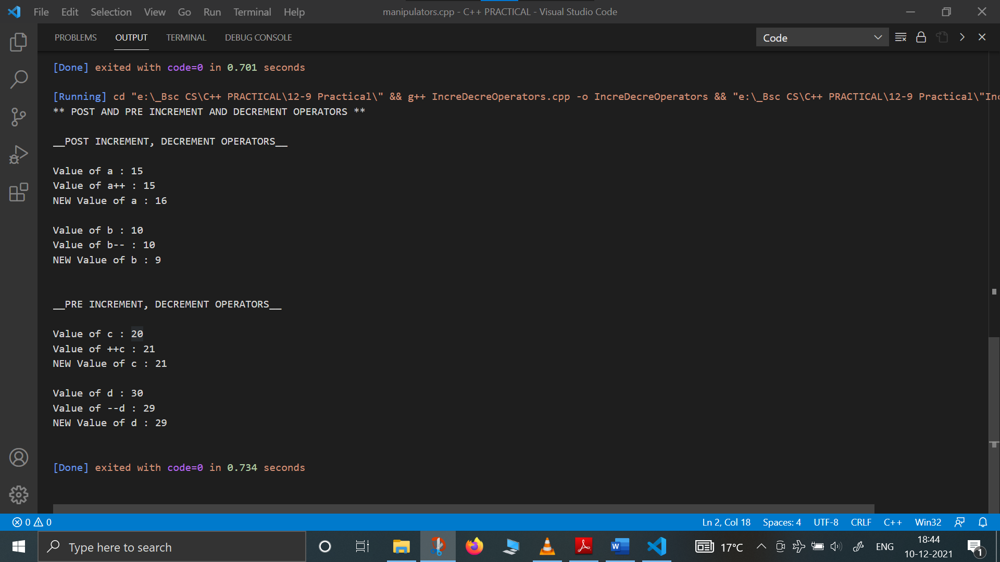 File Edit Selection View Go Run Terminal Help manipulators.cpp - C++ PRACTICAL - Visual Studio Code
PROBLEMS OUTPUT TERMINAL DEBUG CONSOLE Code
[Done] exited with code=0 in 0.701 seconds
[Running] cd "e:\_Bsc CS\C++ PRACTICAL\12-9 Practical\" && g++ IncreDecreOperators.cpp -o IncreDecreOperators && "e:\_Bsc CS\C++ PRACTICAL\12-9 Practical\"Inc
** POST AND PRE INCREMENT AND DECREMENT OPERATORS **
__POST INCREMENT, DECREMENT OPERATORS__
Value of a : 15
Value of a++ : 15
NEW Value of a : 16
Value of b : 10
Value of b-- : 10
NEW Value of b : 9
__PRE INCREMENT, DECREMENT OPERATORS__
Value of c : 20
Value of ++c : 21
NEW Value of c : 21
Value of d : 30
Value of --d : 29
NEW Value of d : 29
[Done] exited with code=0 in 0.734 seconds
0 0 Ln 2, Col 18 Spaces: 4 UTF-8 CRLF C++ Win32
Type here to search W 17°C ENG 18:44
10-12-2021 1